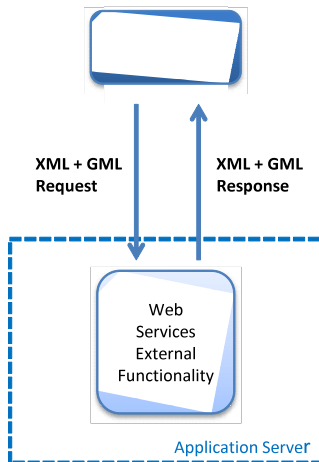 XML + GML
Request
XML + GML
Response
Web
Services
External
Functionality
Application Server